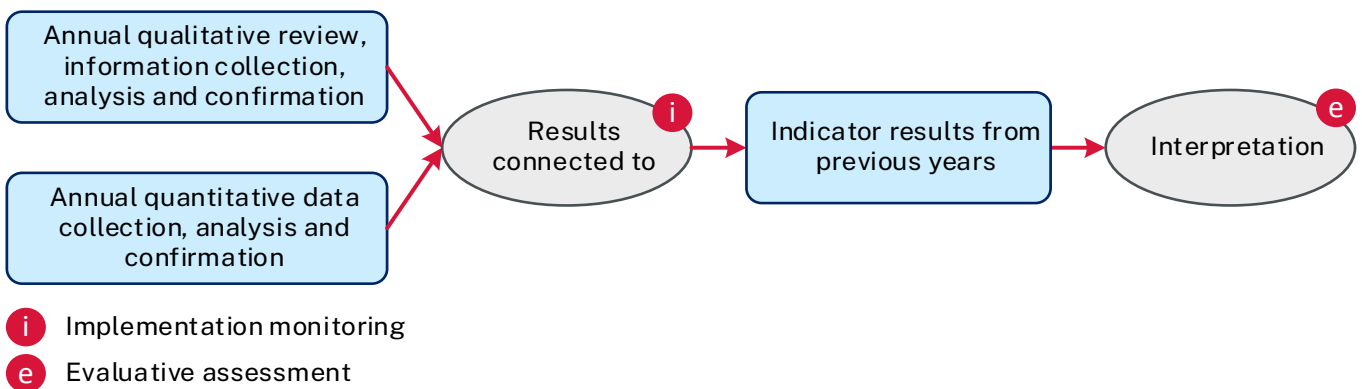 Annual qualitative review,
information collection,
analysis and confirmation
Annual quantitative data
collection, analysis and
confirmation
i
Results
connected to
Indicator results from
previous years
e
Interpretation
i Implementation monitoring
e Evaluative assessment